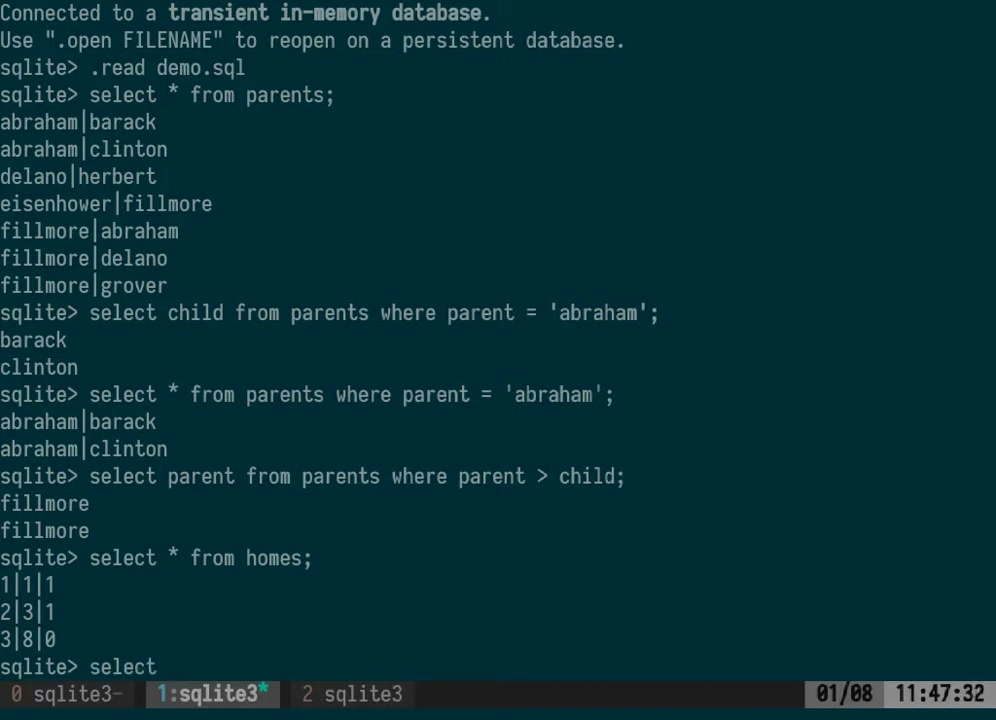 Connected to a transient in-memory database.
Use ".open FILENAME" to reopen on a persistent database.
sqlite> .read demo.sql
sqlite> select * from parents;
abraham|barack
abraham|clinton
delano|herbert
eisenhower|fillmore
fillmore|abraham
fillmore|delano
fillmore|grover
sqlite> select child from parents where parent = 'abraham';
barack
clinton
sqlite> select * from parents where parent = 'abraham';
abraham|barack
abraham|clinton
sqlite> select parent from parents where parent > child;
fillmore
fillmore
sqlite> select * from homes;
1|1|1
2|3|1
3|8|0
sqlite> select
0 sqlite3- 1:sqlite3* 2 sqlite3 01/08 11:47:32